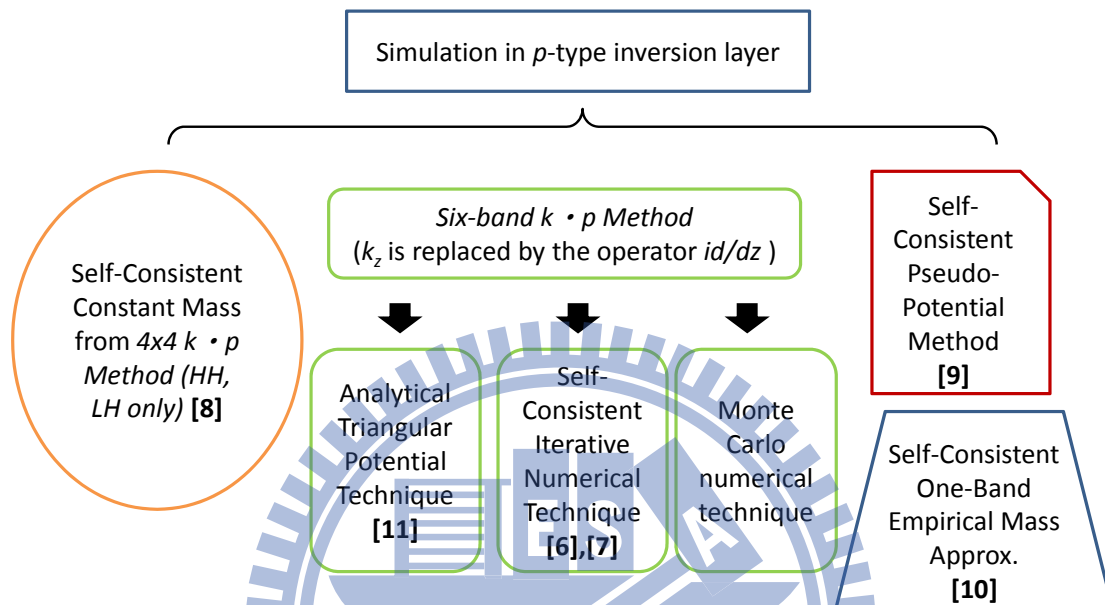 Simulation in p-type inversion layer
Self-Consistent
Constant Mass
from 4x4 k・p
Method (HH,
LH only) [8]
Six-band k・p Method
(kz is replaced by the operator id/dz )
Analytical
Triangular
Potential
Technique
[11]
Self-
Consistent
Iterative
Numerical
Technique
[6],[7]
Monte
Carlo
numerical
technique
Self-
Consistent
Pseudo-
Potential
Method
[9]
Self-Consistent
One-Band
Empirical Mass
Approx.
[10]
E S A